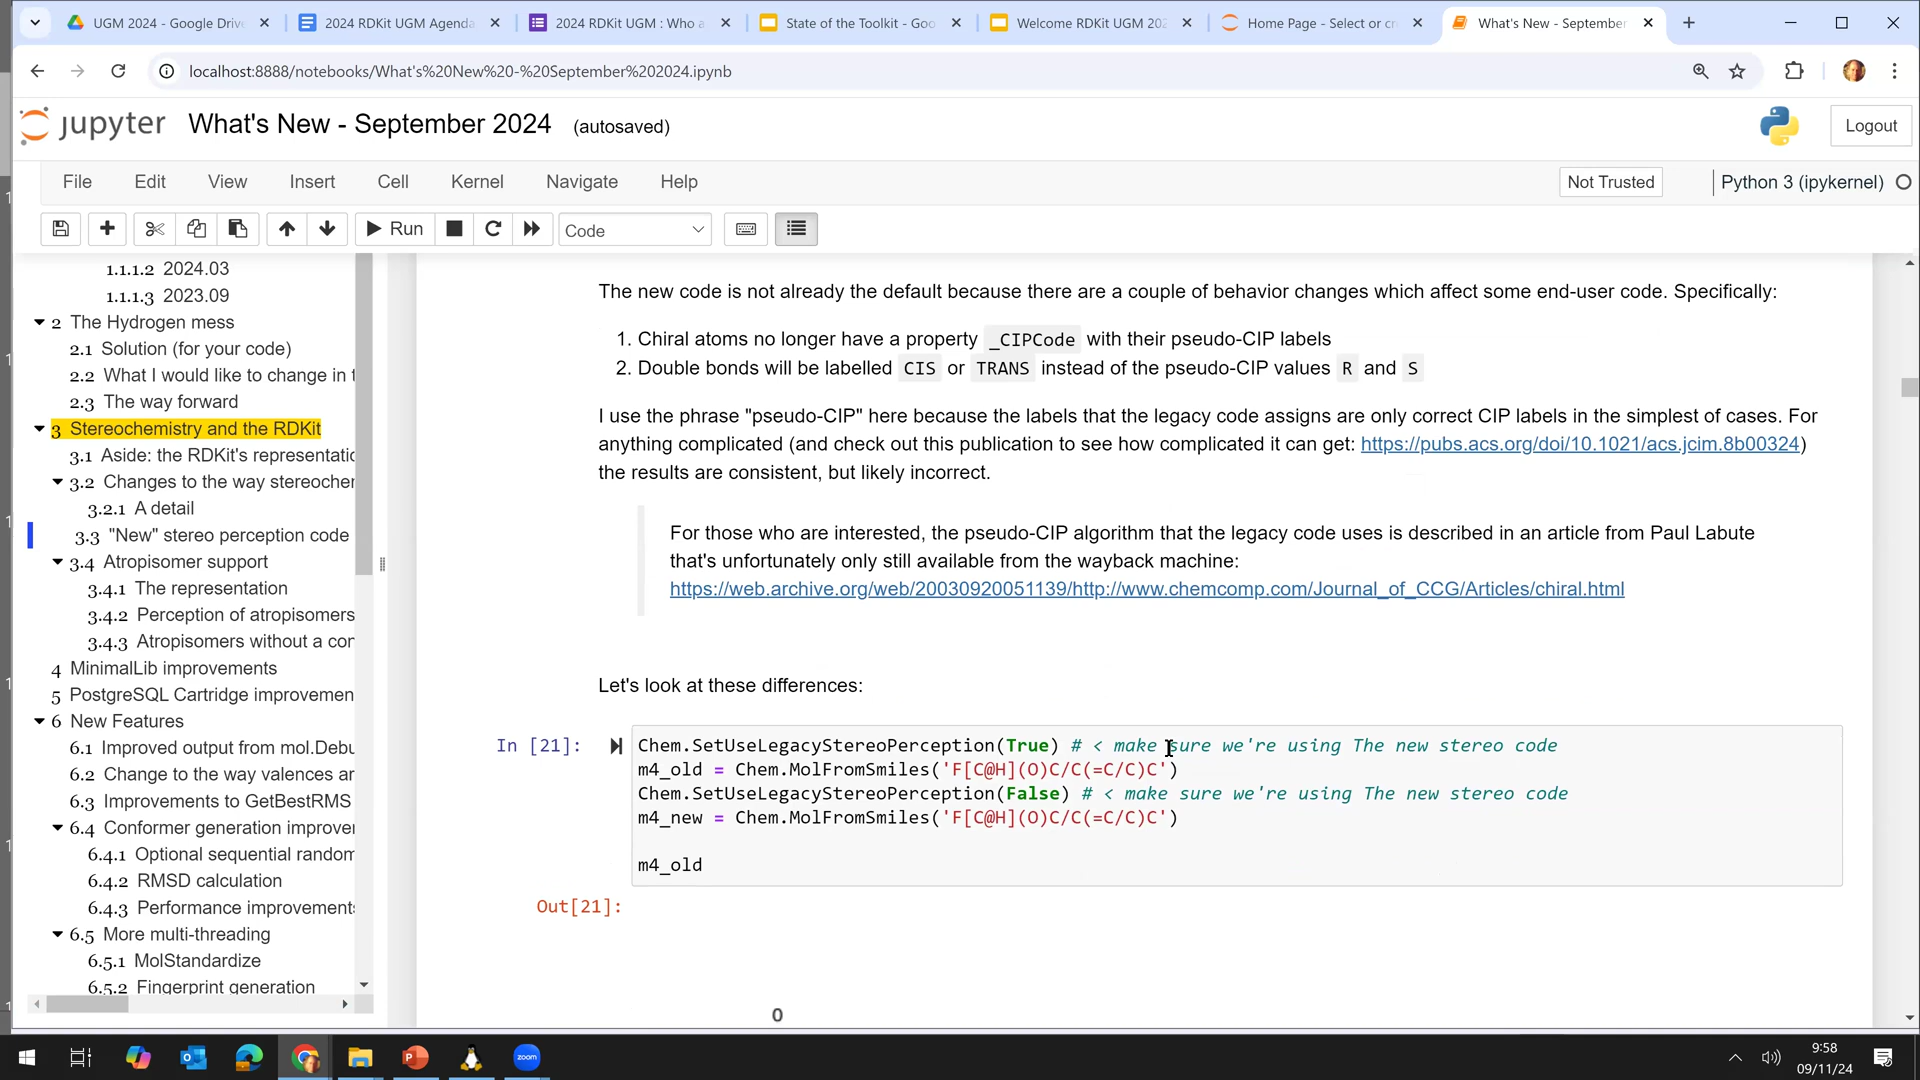 UGM 2024 - Google Drive
2024 RDKit UGM Agenda
2024 RDKit UGM : Who a
State of the Toolkit - Goo
Welcome RDKit UGM 202
Home Page - Select or cr
What's New - September
localhost:8888/notebooks/What's%20New%20-%20September%202024.ipynb
jupyter What's New - September 2024 (autosaved)
Logout
File Edit View Insert Cell Kernel Navigate Help
Not Trusted
Python 3 (ipykernel)
Run
Code
1.1.1.2 2024.03
1.1.1.3 2023.09
2 The Hydrogen mess
2.1 Solution (for your code)
2.2 What I would like to change in t
2.3 The way forward
3 Stereochemistry and the RDKit
3.1 Aside: the RDKit's representatio
3.2 Changes to the way stereocher
3.2.1 A detail
3.3 "New" stereo perception code
3.4 Atropisomer support
3.4.1 The representation
3.4.2 Perception of atropisomers
3.4.3 Atropisomers without a con
4 MinimalLib improvements
5 PostgreSQL Cartridge improvemen
6 New Features
6.1 Improved output from mol.Debu
6.2 Change to the way valences ar
6.3 Improvements to GetBestRMS
6.4 Conformer generation improver
6.4.1 Optional sequential random
6.4.2 RMSD calculation
6.4.3 Performance improvements
6.5 More multi-threading
6.5.1 MolStandardize
6.5.2 Fingerprint generation
The new code is not already the default because there are a couple of behavior changes which affect some end-user code. Specifically:
1. Chiral atoms no longer have a property _CIPCode with their pseudo-CIP labels
2. Double bonds will be labelled CIS or TRANS instead of the pseudo-CIP values R and S
I use the phrase "pseudo-CIP" here because the labels that the legacy code assigns are only correct CIP labels in the simplest of cases. For
anything complicated (and check out this publication to see how complicated it can get: https://pubs.acs.org/doi/10.1021/acs.jcim.8b00324)
the results are consistent, but likely incorrect.
For those who are interested, the pseudo-CIP algorithm that the legacy code uses is described in an article from Paul Labute
that's unfortunately only still available from the wayback machine:
https://web.archive.org/web/20030920051139/http://www.chemcomp.com/Journal_of_CCG/Articles/chiral.html
Let's look at these differences:
In [21]:
Chem.SetUseLegacyStereoPerception(True) # < make sure we're using The new stereo code
m4_old = Chem.MolFromSmiles('F[C@H](O)C/C(=C/C)C')
Chem.SetUseLegacyStereoPerception(False) # < make sure we're using The new stereo code
m4_new = Chem.MolFromSmiles('F[C@H](O)C/C(=C/C)C')
m4_old
Out[21]:
0
zoom
9:58
09/11/24